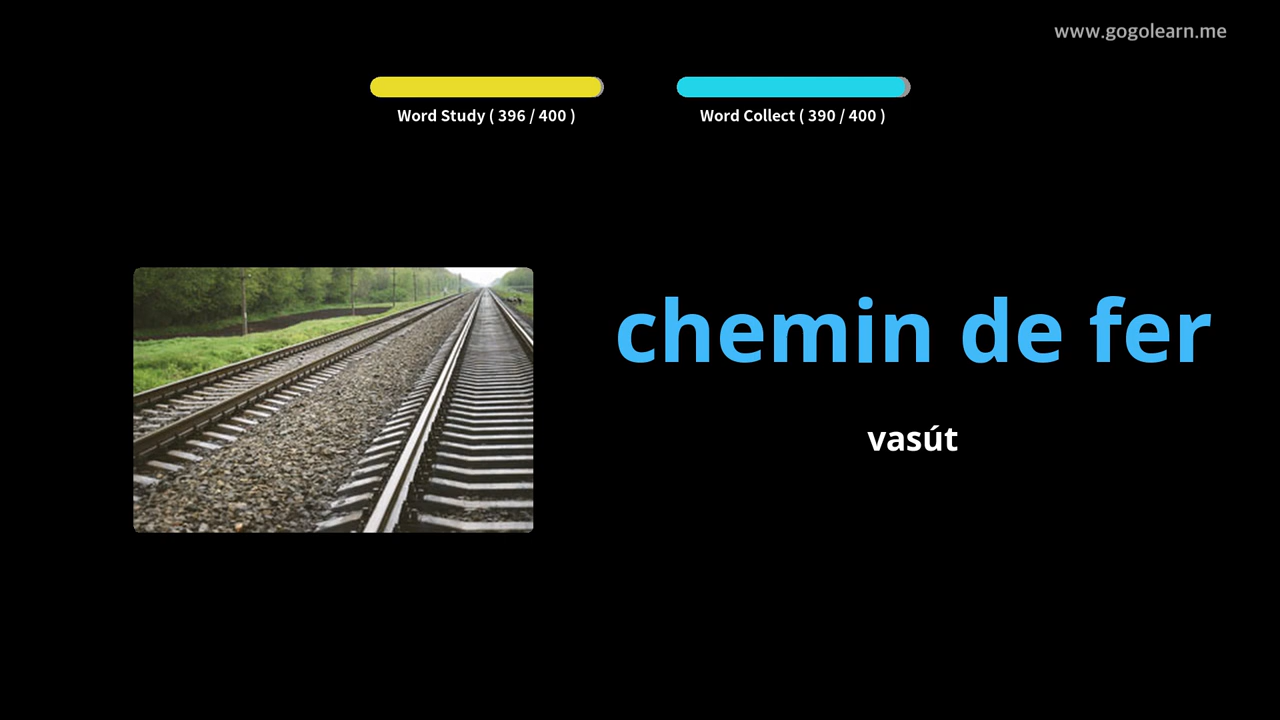 www.gogolearn.me
Word Study ( 396 / 400 )
Word Collect ( 390 / 400 )
chemin de fer
vasút